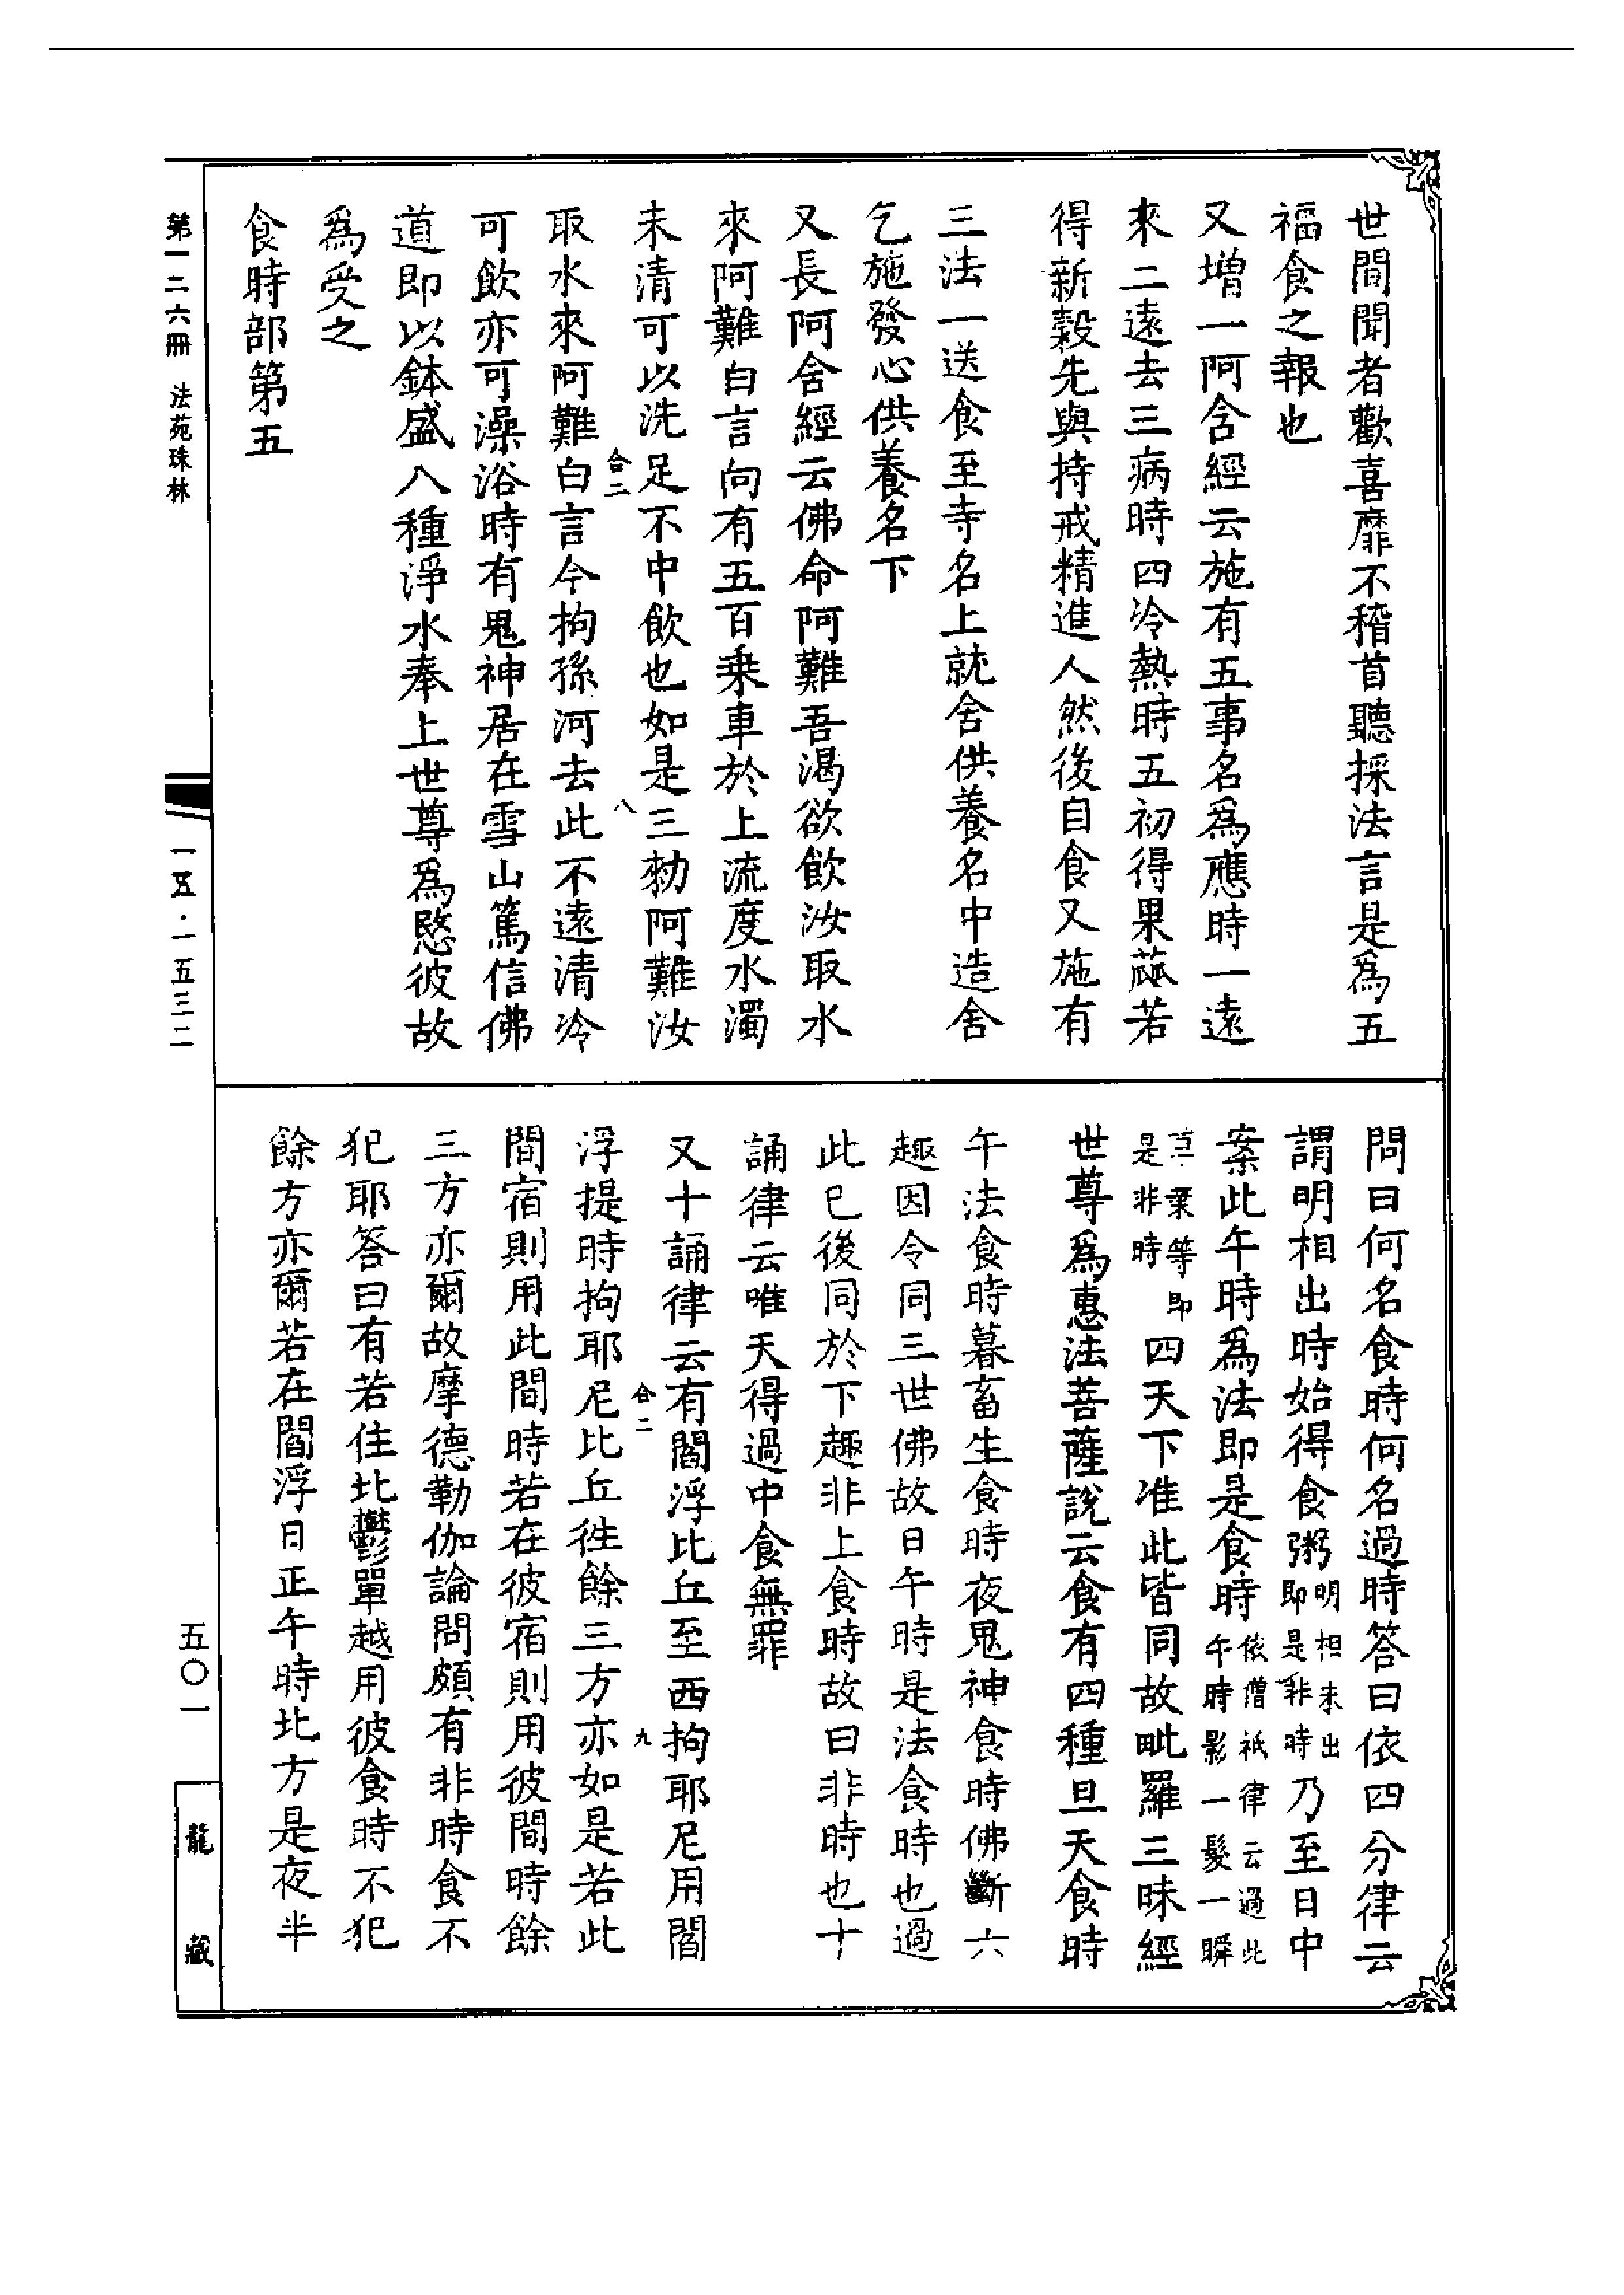 世間聞者歡喜靡不稽首聽採法言是為五
福食之報也
又增一阿含經云施有五事名為應時一遠
來二遠去三病時四冷熱時五初得果蓏若
得新穀先與持戒精進人然後自食又施有
三法一送食至寺名上就舍供養名中造舍
乞施發心供養名下
又長阿舍經云佛命阿難吾渴欲飲汝取水
來阿難白言向有五百乘車於上流度水濁
未清可以洗足不中飲也如是三勑阿難汝
合二
八
取水來阿難白言今拘孫河去此不遠清冷
可飲亦可澡浴時有鬼神居在雪山篤信佛
道即以鉢盛八種淨水奉上世尊為愍彼故
為受之
食時部第五
問曰何名食時何名過時答曰依四分律云
謂明相出時始得食粥明相未出即是非時乃至日中
案此午時為法即是食時依僧祇律云過此午時影一髮一瞬
草葉等即是非時四天下准此皆同故毗羅三昧經
世尊為惠法菩薩說云食有四種旦天食時
午法食時暮畜生食時夜鬼神食時佛斷六
趣因令同三世佛故日午時是法食時也過
此已後同於下趣非上食時故曰非時也十
誦律云唯天得過中食無罪
又十誦律云有閻浮比丘至西拘耶尼用閻
合二
九
浮提時拘耶尼比丘徃餘三方亦如是若此
間宿則用此間時若在彼宿則用彼間時餘
三方亦爾故摩德勒伽論問頗有非時食不
犯耶答曰有若住北鬱單越用彼食時不犯
餘方亦爾若在閻浮日正午時北方是夜半
第一二六冊 法苑珠林
一五·一五三二
五〇一
龍藏